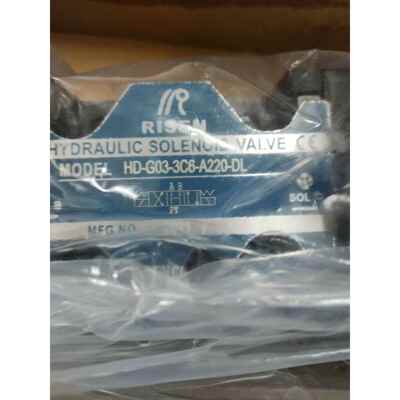 RISEN
HYDRAULIC SOLENOID VALVE CE
MODEL HD-G03-3C6-A220-DL
A B
SOL
MFG NO